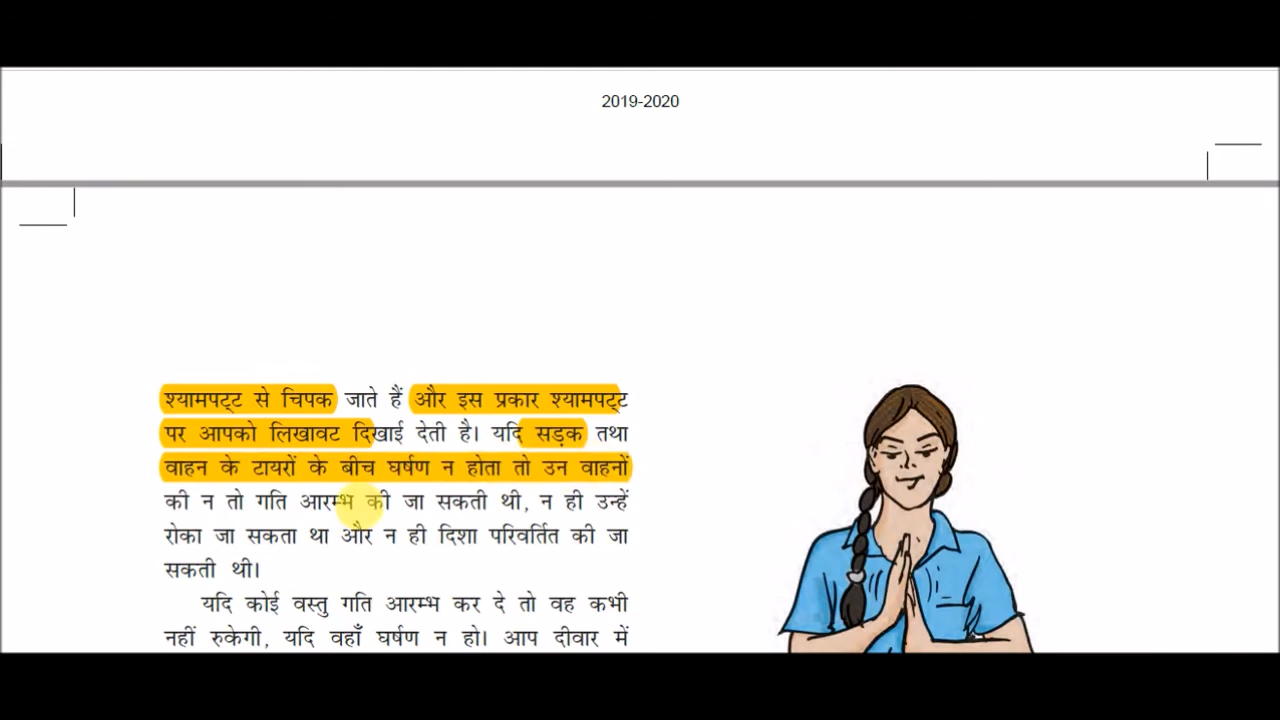 2019-2020
श्यामपट्ट से चिपक जाते हैं और इस प्रकार श्यामपट्ट
पर आपको लिखावट दिखाई देती है। यदि सड़क तथा
वाहन के टायरों के बीच घर्षण न होता तो उन वाहनों
की न तो गति आरम्भ की जा सकती थी, न ही उन्हें
रोका जा सकता था और न ही दिशा परिवर्तित की जा
सकती थी।
यदि कोई वस्तु गति आरम्भ कर दे तो वह कभी
नहीं रुकेगी, यदि वहाँ घर्षण न हो। आप दीवार में